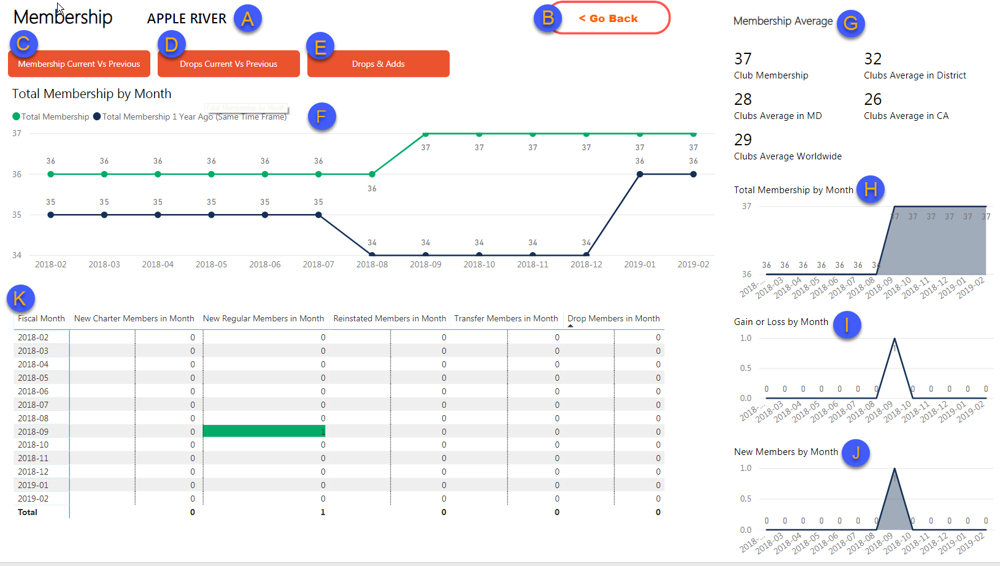 Membership
APPLE RIVER
A
B
< Go Back
C
D
E
Membership Current Vs Previous
Drops Current Vs Previous
Drops & Adds
Total Membership by Month
Total Membership by Month
Total Membership
Total Membership 1 Year Ago (Same Time Frame)
F
37
36
35
34
36 36 36 36 36 36 36 37 37 37 37 37 37
35 35 35 35 35 35 34 34 34 34 34 36 36
2018-02 2018-03 2018-04 2018-05 2018-06 2018-07 2018-08 2018-09 2018-10 2018-11 2018-12 2019-01 2019-02
K
Fiscal Month New Charter Members in Month New Regular Members in Month Reinstated Members in Month Transfer Members in Month Drop Members in Month
2018-02 0 0 0 0 0
2018-03 0 0 0 0 0
2018-04 0 0 0 0 0
2018-05 0 0 0 0 0
2018-06 0 0 0 0 0
2018-07 0 0 0 0 0
2018-08 0 0 0 0 0
2018-09 0 1 0 0 0
2018-10 0 0 0 0 0
2018-11 0 0 0 0 0
2018-12 0 0 0 0 0
2019-01 0 0 0 0 0
2019-02 0 0 0 0 0
Total 0 1 0 0 0
Membership Average
G
37
Club Membership
32
Clubs Average in District
28
Clubs Average in MD
26
Clubs Average in CA
29
Clubs Average Worldwide
Total Membership by Month
H
37
36
36 36 36 36 36 36 36 37 37 37 37 37 37
2018-... 2018-03 2018-04 2018-05 2018-06 2018-07 2018-08 2018-09 2018-10 2018-11 2018-12 2019-01 2019-02
Gain or Loss by Month
I
1.0
0.5
0.0
0 0 0 0 0 0 0 1 0 0 0 0 0
2018-... 2018-03 2018-04 2018-05 2018-06 2018-07 2018-08 2018-09 2018-10 2018-11 2018-12 2019-01 2019-02
New Members by Month
J
1.0
0.5
0.0
0 0 0 0 0 0 0 1 0 0 0 0 0
2018-... 2018-03 2018-04 2018-05 2018-06 2018-07 2018-08 2018-09 2018-10 2018-11 2018-12 2019-01 2019-02